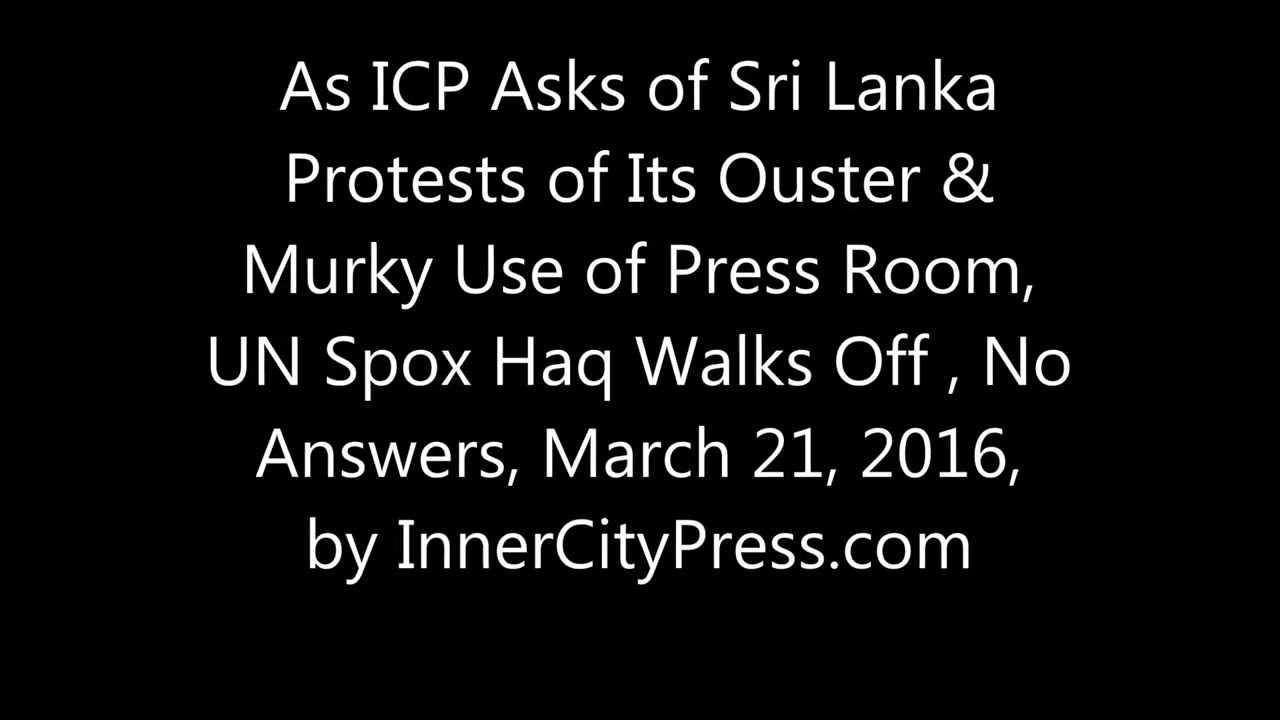 As ICP Asks of Sri Lanka
Protests of Its Ouster &
Murky Use of Press Room,
UN Spox Haq Walks Off , No
Answers, March 21, 2016,
by InnerCityPress.com